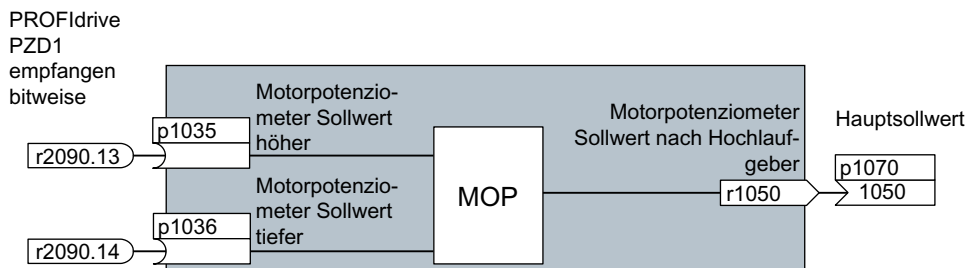 PROFIdrive
PZD1
empfangen
bitweise
r2090.13
p1035
Motorpotenzio-
meter Sollwert
höher
r2090.14
p1036
Motorpotenzio-
meter Sollwert
tiefer
MOP
Motorpotenziometer
Sollwert nach Hochlauf-
geber
r1050
Hauptsollwert
p1070
1050